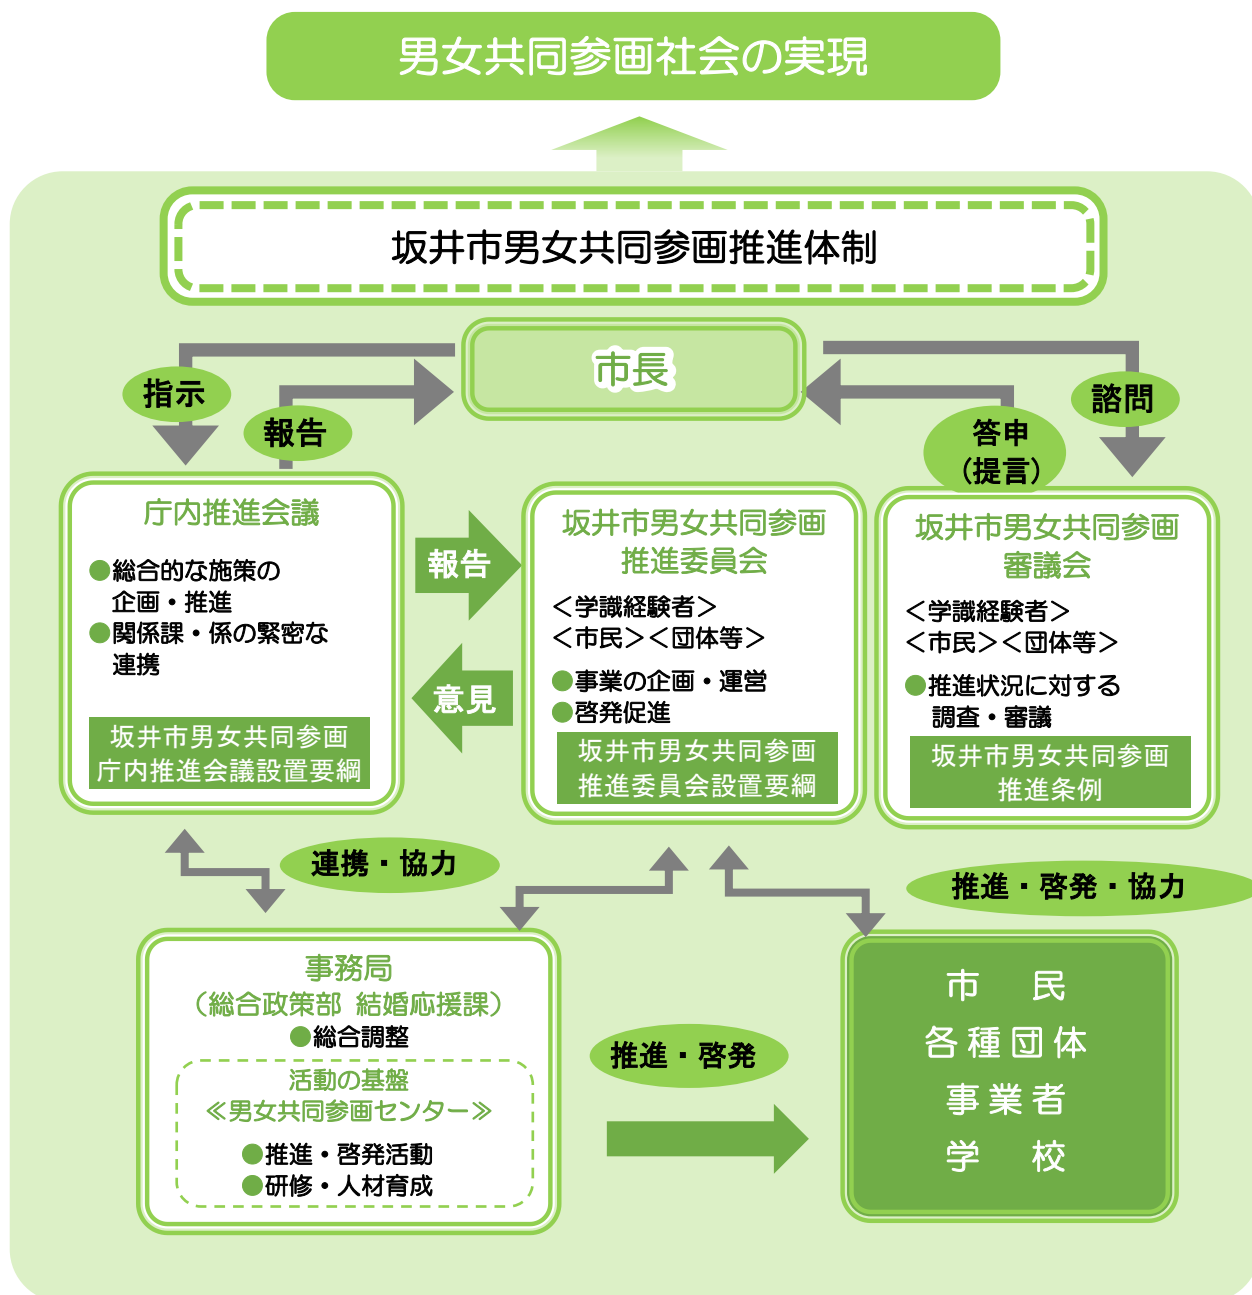 男女共同参画社会の実現
坂井市男女共同参画推進体制
市長
指示
報告
諮問
答申
（提言）
庁内推進会議
●総合的な施策の
企画・推進
●関係課・係の緊密な
連携
坂井市男女共同参画
庁内推進会議設置要綱
報告
意見
坂井市男女共同参画
推進委員会
＜学識経験者＞
＜市民＞＜団体等＞
●事業の企画・運営
●啓発促進
坂井市男女共同参画
推進委員会設置要綱
坂井市男女共同参画
審議会
＜学識経験者＞
＜市民＞＜団体等＞
●推進状況に対する
調査・審議
坂井市男女共同参画
推進条例
連携・協力
推進・啓発・協力
事務局
（総合政策部 結婚応援課）
●総合調整
活動の基盤
≪男女共同参画センター≫
●推進・啓発活動
●研修・人材育成
推進・啓発
市　民
各種団体
事業者
学　校